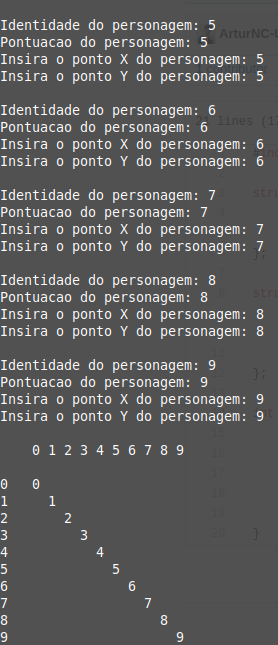 Identidade do personagem: 5
Pontuacao do personagem: 5
Insira o ponto X do personagem: 5
Insira o ponto Y do personagem: 5

Identidade do personagem: 6
Pontuacao do personagem: 6
Insira o ponto X do personagem: 6
Insira o ponto Y do personagem: 6

Identidade do personagem: 7
Pontuacao do personagem: 7
Insira o ponto X do personagem: 7
Insira o ponto Y do personagem: 7

Identidade do personagem: 8
Pontuacao do personagem: 8
Insira o ponto X do personagem: 8
Insira o ponto Y do personagem: 8

Identidade do personagem: 9
Pontuacao do personagem: 9
Insira o ponto X do personagem: 9
Insira o ponto Y do personagem: 9

    0 1 2 3 4 5 6 7 8 9

0   0
1     1
2       2
3         3
4           4
5             5
6               6
7                 7
8                   8
9                     9